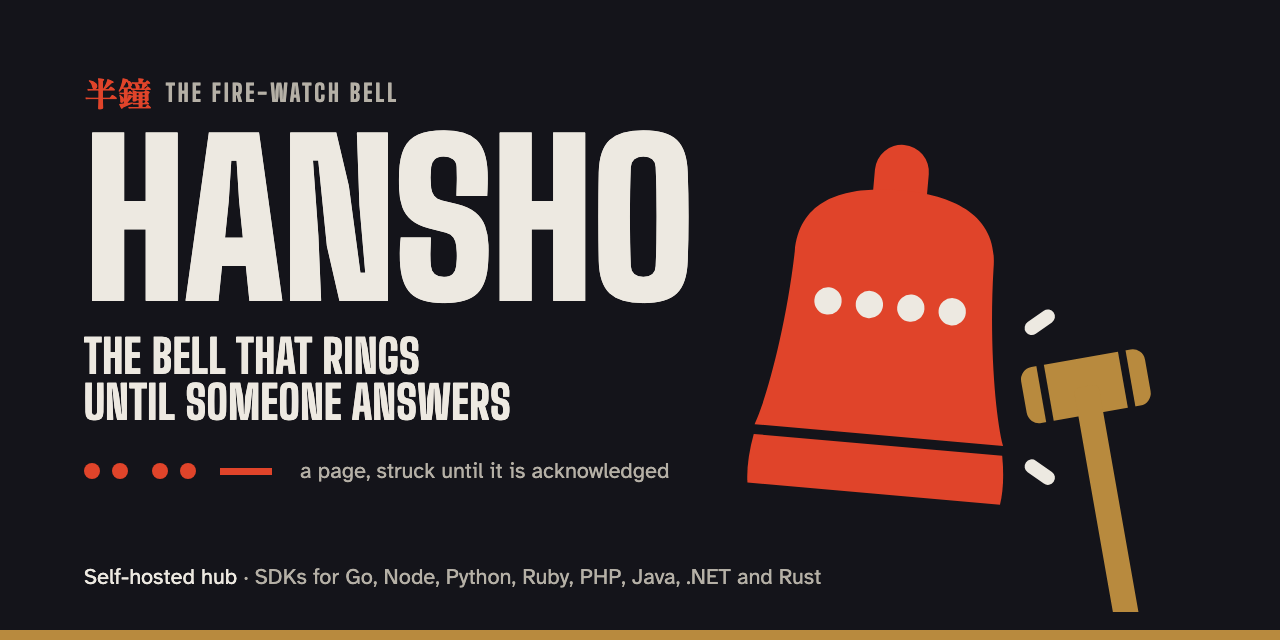 半鐘 THE FIRE-WATCH BELL
HANSHO
THE BELL THAT RINGS
UNTIL SOMEONE ANSWERS
a page, struck until it is acknowledged
Self-hosted hub · SDKs for Go, Node, Python, Ruby, PHP, Java, .NET and Rust